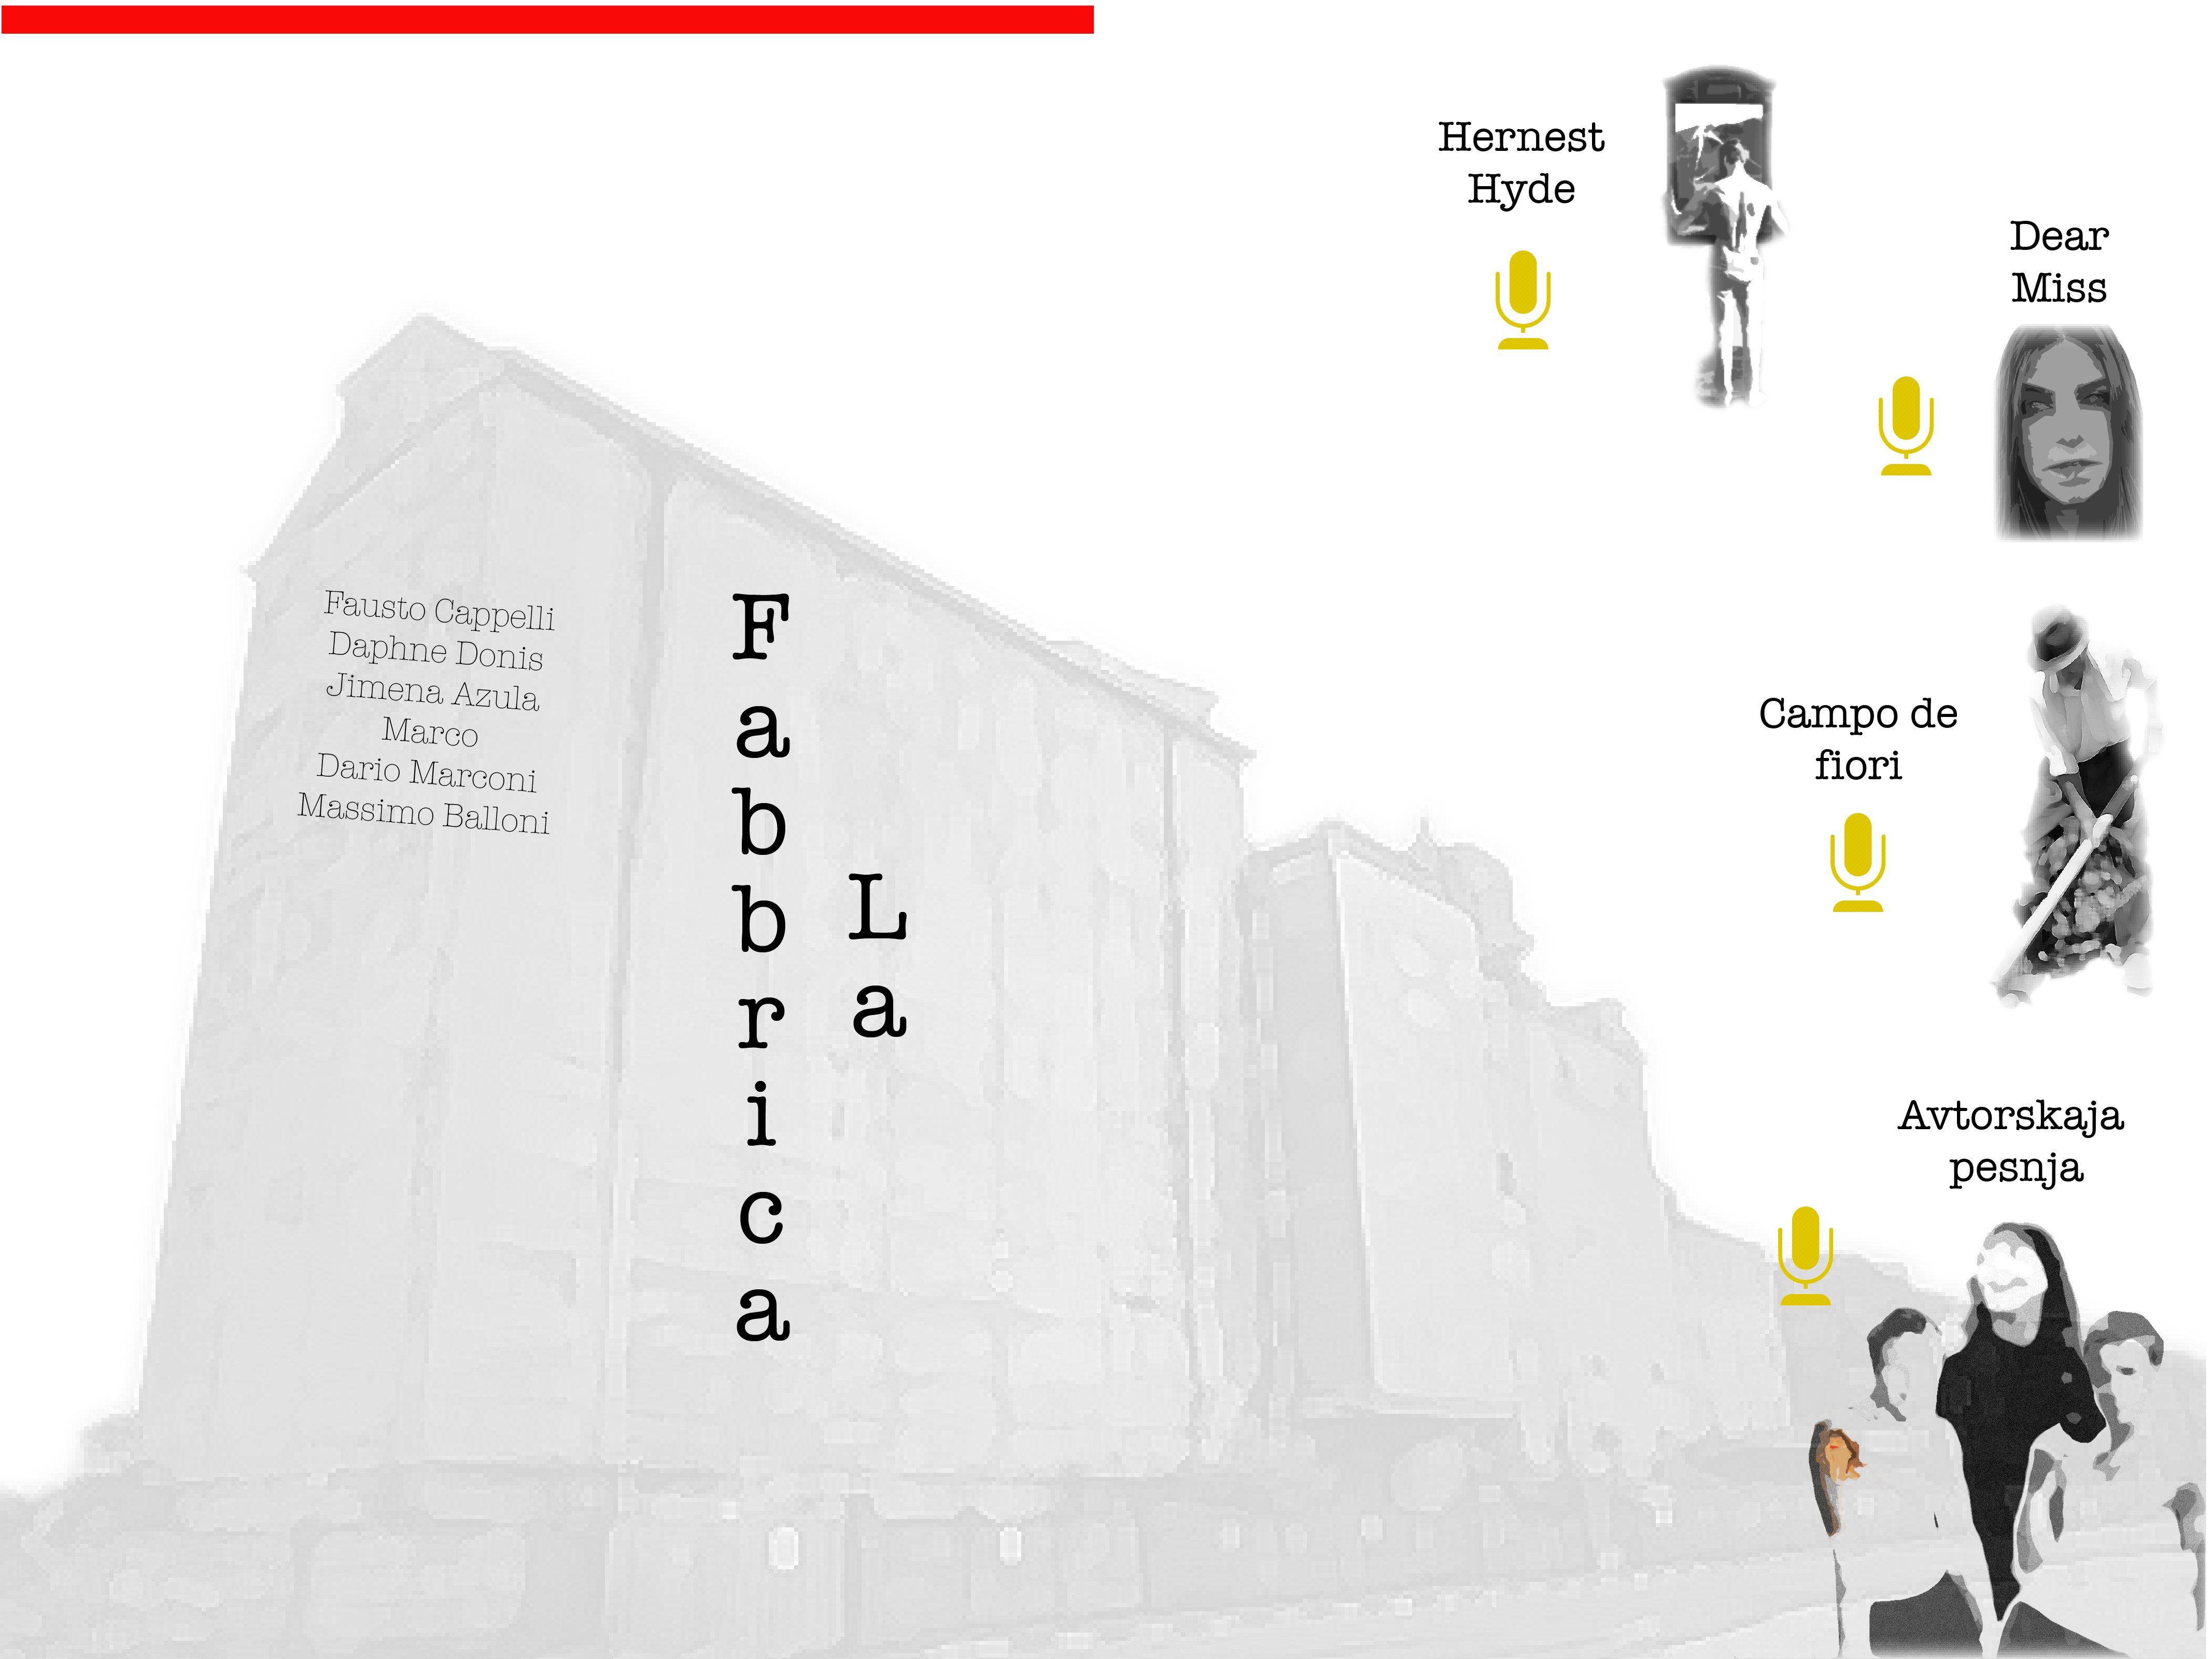 Hernest
Hyde
Dear
Miss
Fausto Cappelli
Daphne Donis
Jimena Azula
Marco
Dario Marconi
Massimo Balloni
La
Fabbrica
Campo de
fiori
Avtorskaja
pesnja